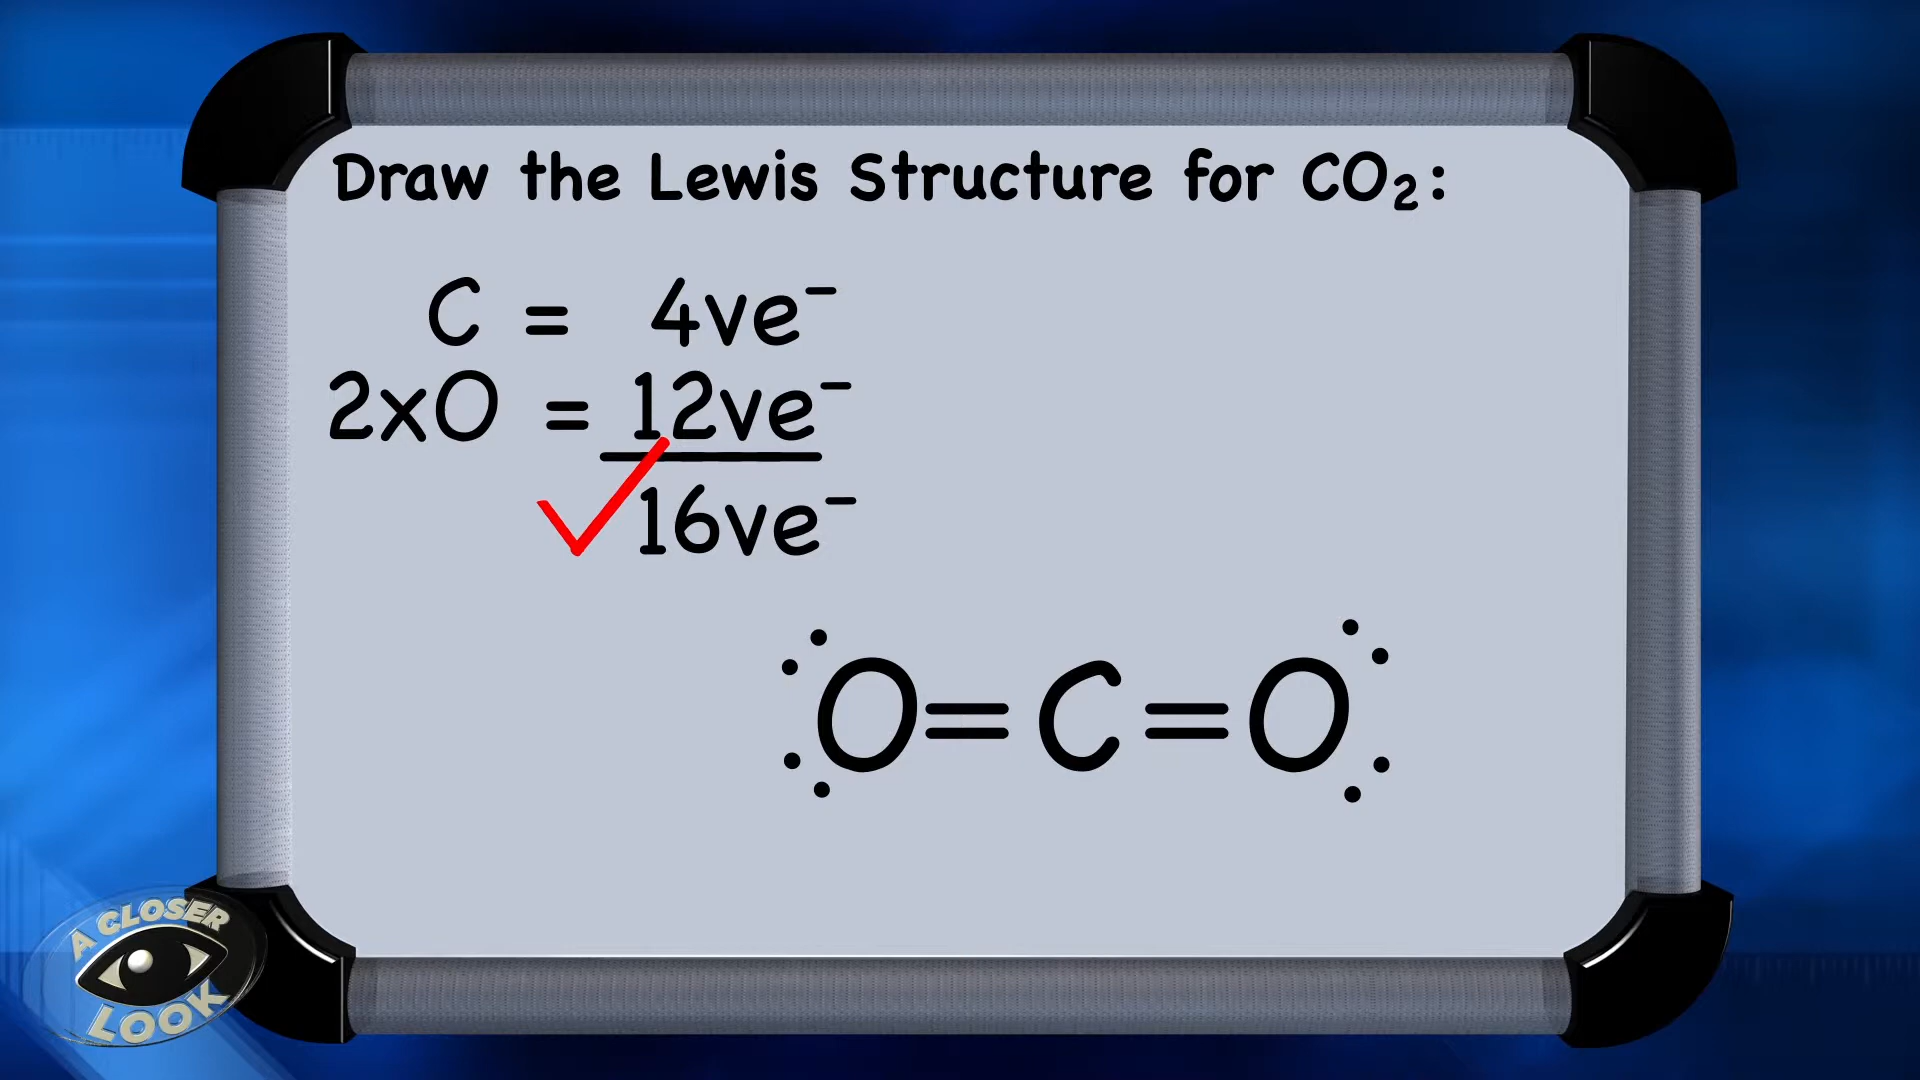 Draw the Lewis Structure for CO₂:
C = 4ve⁻
2xO = 12ve⁻
16ve⁻
O=C=O
A CLOSER
LOOK